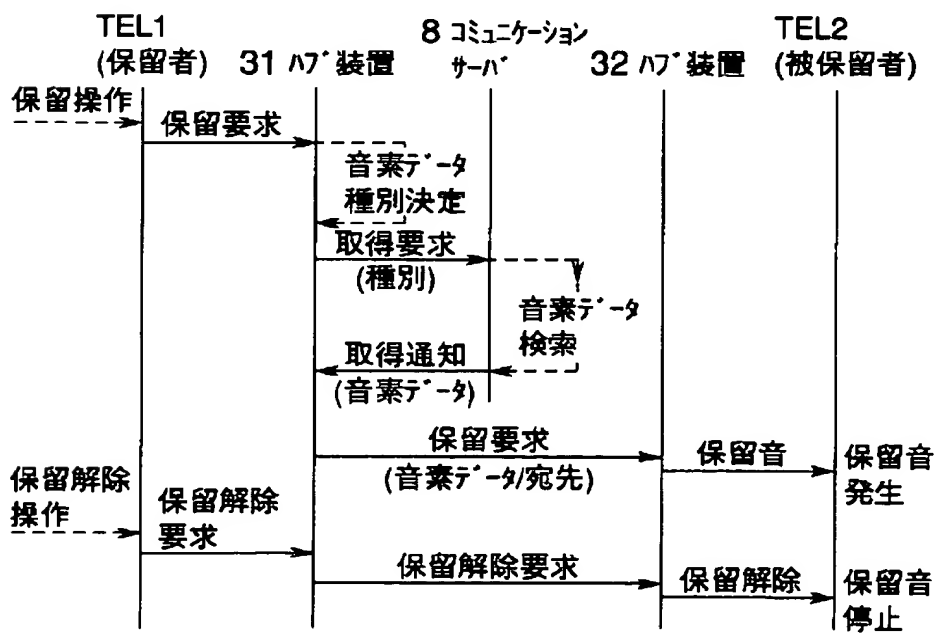 TEL1
(保留者)
31 ハブ装置
8 コミュニケーション
サーバ
32 ハブ装置
TEL2
(被保留者)
保留操作
保留要求
音素データ
種別決定
取得要求
(種別)
音素データ
検索
取得通知
(音素データ)
保留要求
(音素データ/宛先)
保留音
保留音
発生
保留解除
操作
保留解除
要求
保留解除要求
保留解除
保留音
停止